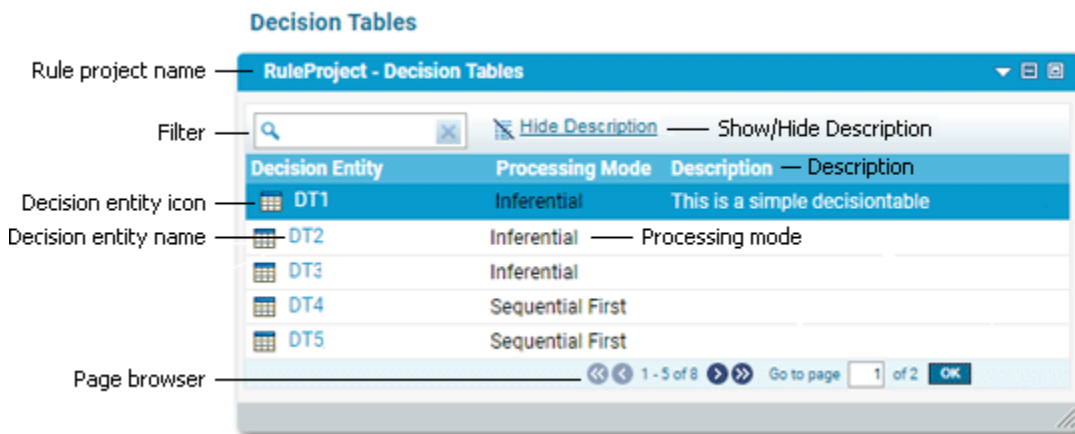 Decision Tables
Rule project name RuleProject - Decision Tables
Filter Hide Description Show/Hide Description
Decision Entity Processing Mode Description Description
Decision entity icon DT1 Inferential This is a simple decisiontable
Decision entity name DT2 Inferential Processing mode
DT3 Inferential
DT4 Sequential First
DT5 Sequential First
Page browser 1 - 5 of 8 Go to page 1 of 2 OK